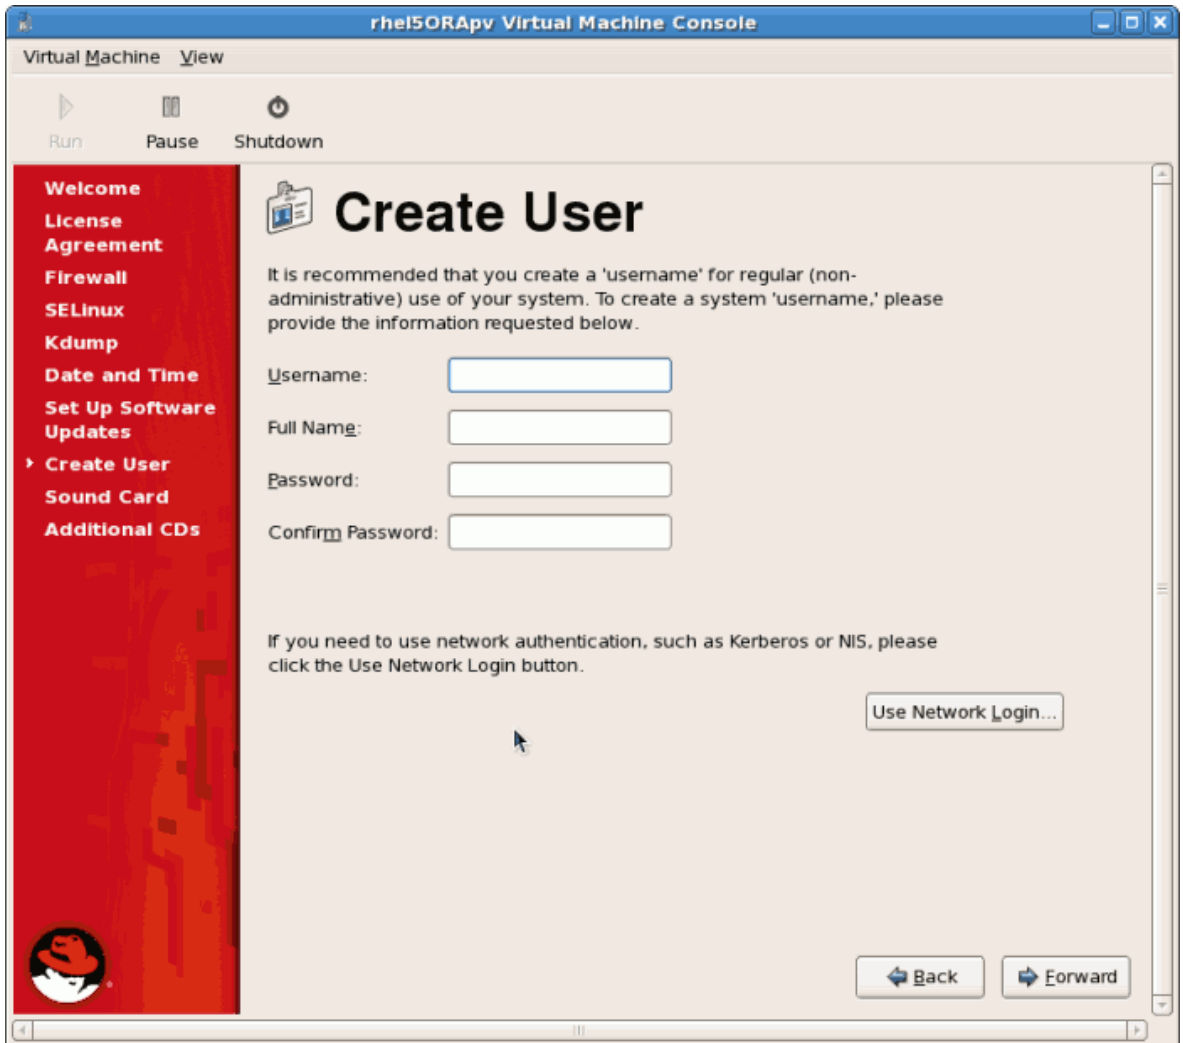 rhel5ORApv Virtual Machine Console
Virtual Machine View
Run Pause Shutdown
Welcome
License
Agreement
Firewall
SELinux
Kdump
Date and Time
Set Up Software
Updates
Create User
Sound Card
Additional CDs
Create User
It is recommended that you create a 'username' for regular (non-
administrative) use of your system. To create a system 'username,' please
provide the information requested below.
Username:
Full Name:
Password:
Confirm Password:
If you need to use network authentication, such as Kerberos or NIS, please
click the Use Network Login button.
Use Network Login...
Back Forward